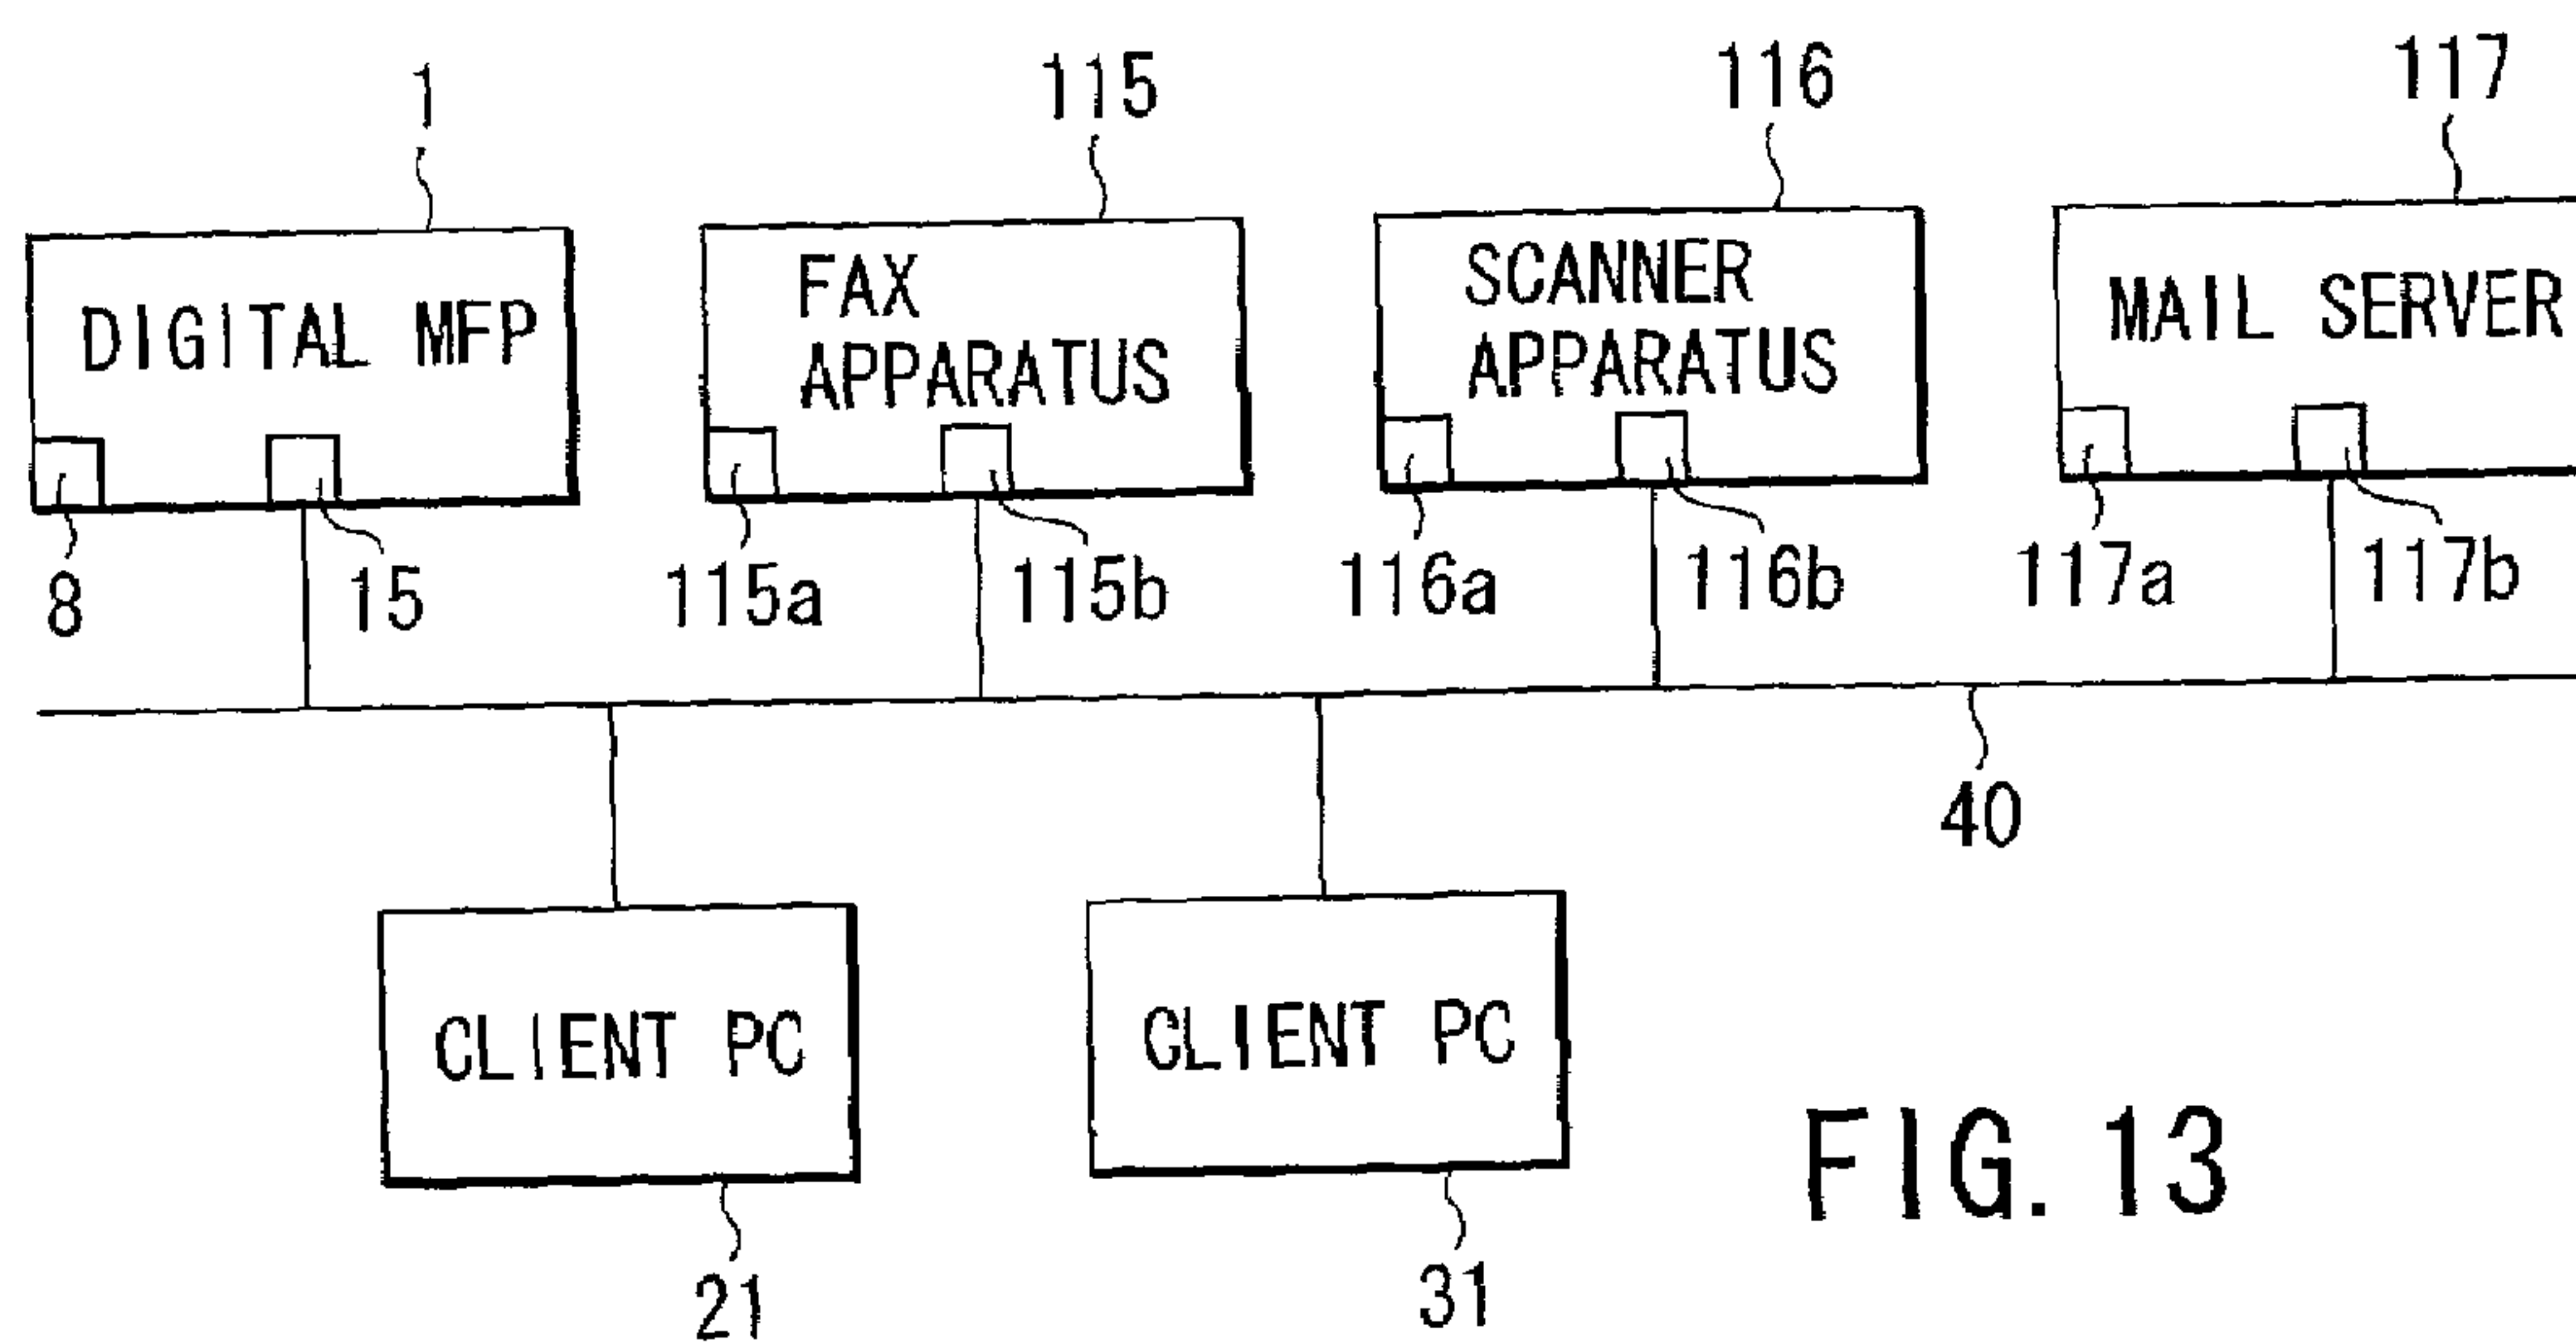 1
115
116
117
DIGITAL MFP
FAX
APPARATUS
SCANNER
APPARATUS
MAIL SERVER
8
15
115a
115b
116a
116b
117a
117b
40
CLIENT PC
CLIENT PC
21
31
FIG. 13